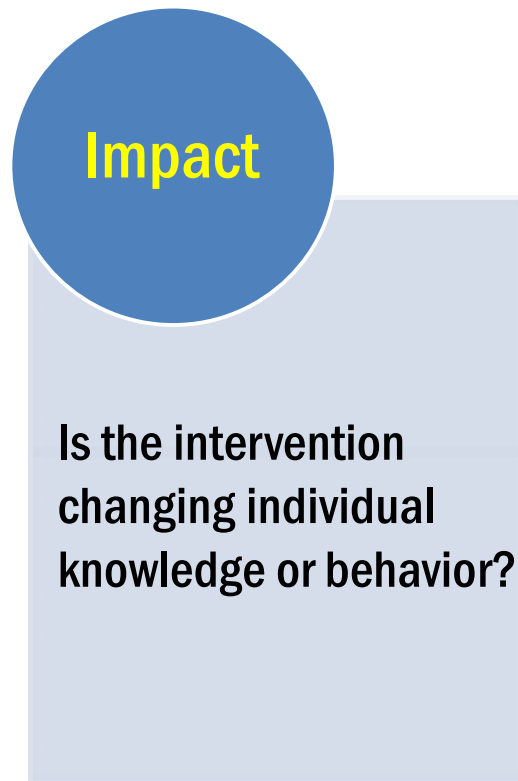 Impact
Is the intervention
changing individual
knowledge or behavior?